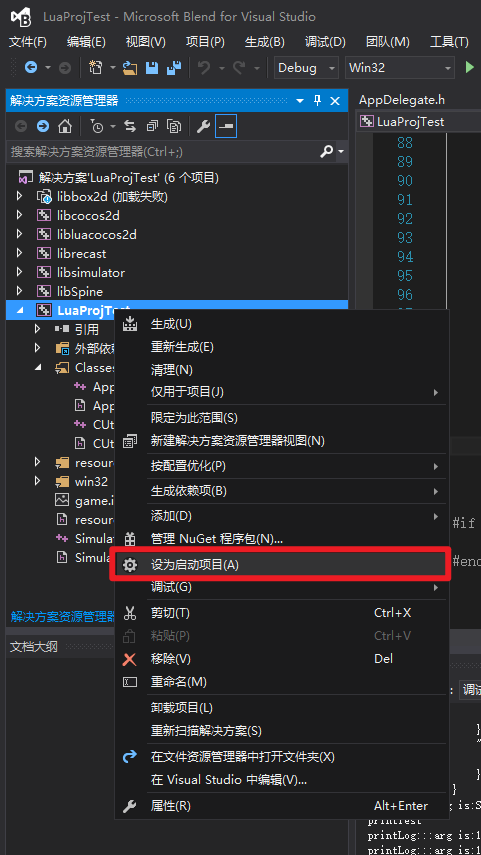 LuaProjTest - Microsoft Blend for Visual Studio
文件(F) 编辑(E) 视图(V) 项目(P) 生成(B) 调试(D) 团队(M) 工具(T)
Debug Win32
解决方案资源管理器
搜索解决方案资源管理器(Ctrl+;)
解决方案'LuaProjTest' (6 个项目)
libbox2d (加载失败)
libcocos2d
libluacocos2d
librecast
libsimulator
libSpine
LuaProjTest
引用
外部依
Classes
App
App
CUt
CUt
resourc
win32
game.i
resourc
Simula
Simula
解决方案资源管理器
文档大纲
生成(U)
重新生成(E)
清理(N)
仅用于项目(J)
限定为此范围(S)
新建解决方案资源管理器视图(N)
按配置优化(P)
生成依赖项(B)
添加(D)
管理 NuGet 程序包(N)...
设为启动项目(A)
调试(G)
剪切(T) Ctrl+X
粘贴(P) Ctrl+V
移除(V) Del
重命名(M)
卸载项目(L)
重新扫描解决方案(S)
在文件资源管理器中打开文件夹(X)
在 Visual Studio 中编辑(V)...
属性(R) Alt+Enter
AppDelegate.h
LuaProjTest
88
89
90
91
92
93
94
95
96
#if
#end
: 调试
}
"
}
}
printLog:::arg is:S
printTest
printLog:::arg is:1
printLog:::arg is:1